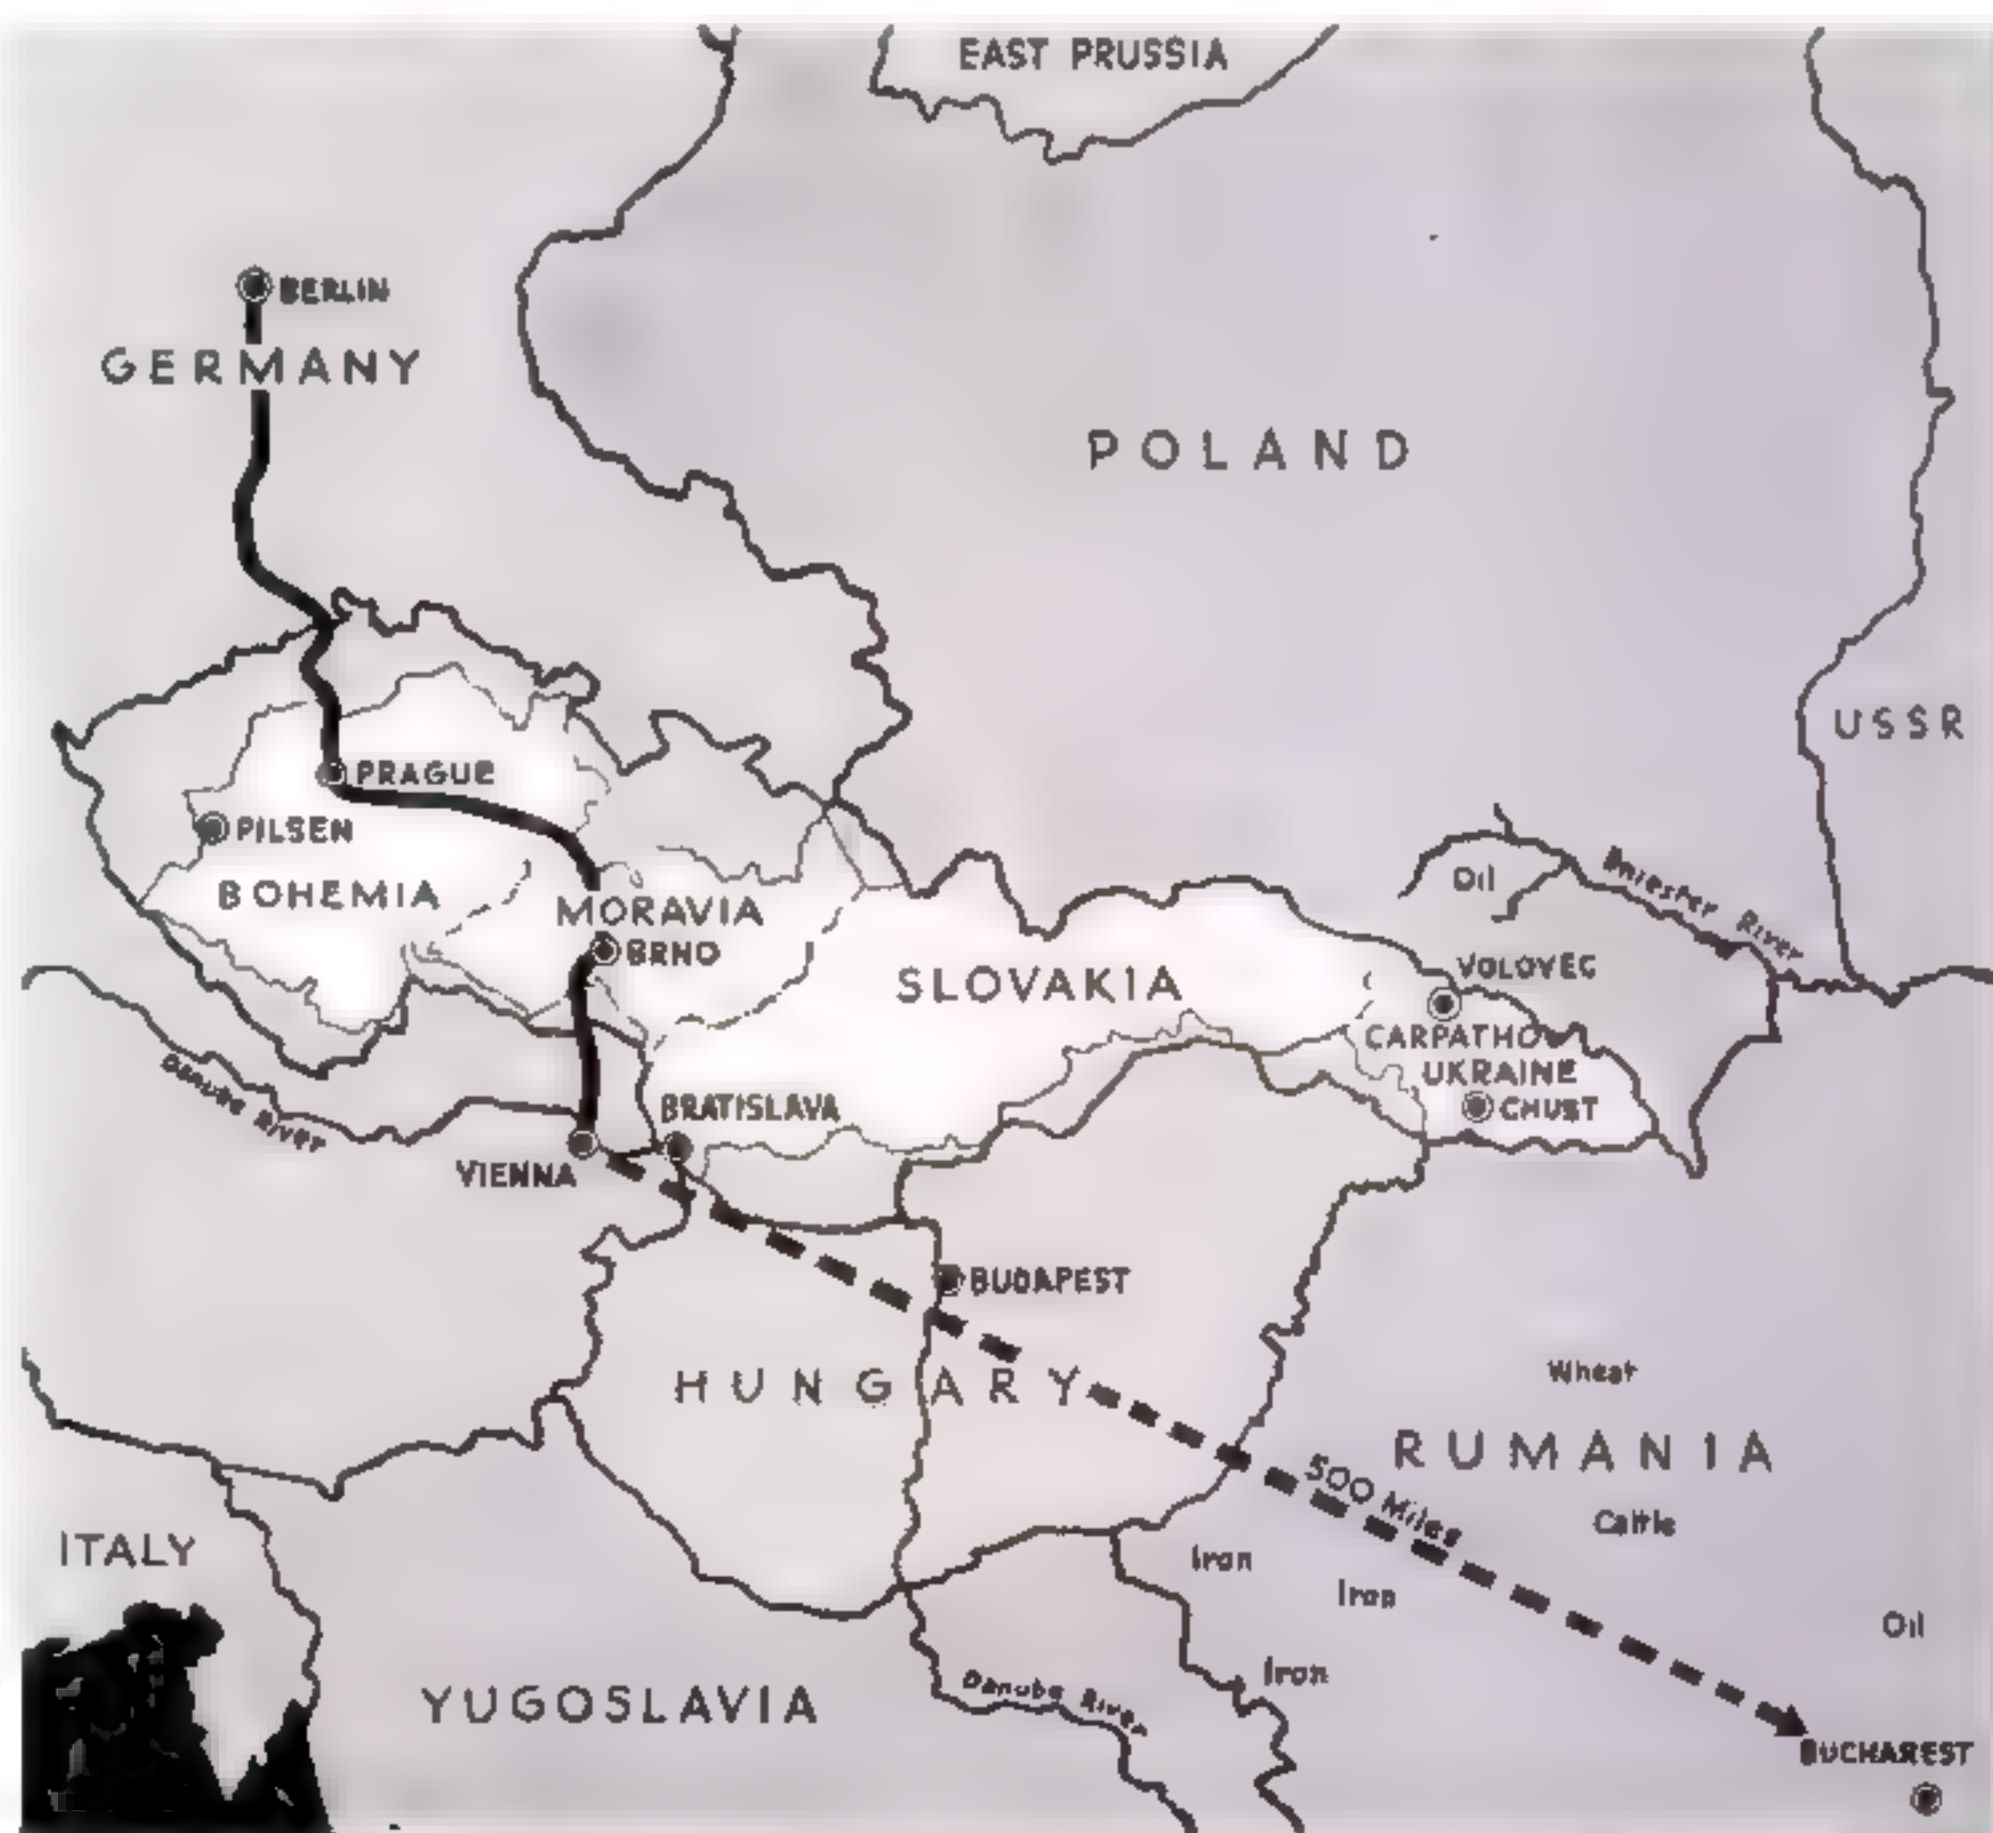 EAST PRUSSIA
BERLIN
GERMANY
POLAND
USSR
PRAGUE
PILSEN
BOHEMIA
MORAVIA
BRNO
SLOVAKIA
Oil
Dniester River
VOLOVEC
CARPATHO
UKRAINE
CHUST
Danube River
BRATISLAVA
VIENNA
BUDAPEST
HUNGARY
Wheat
RUMANIA
500 Miles
Cattle
ITALY
Iron
Iron
Oil
Iron
YUGOSLAVIA
Danube River
BUCHAREST